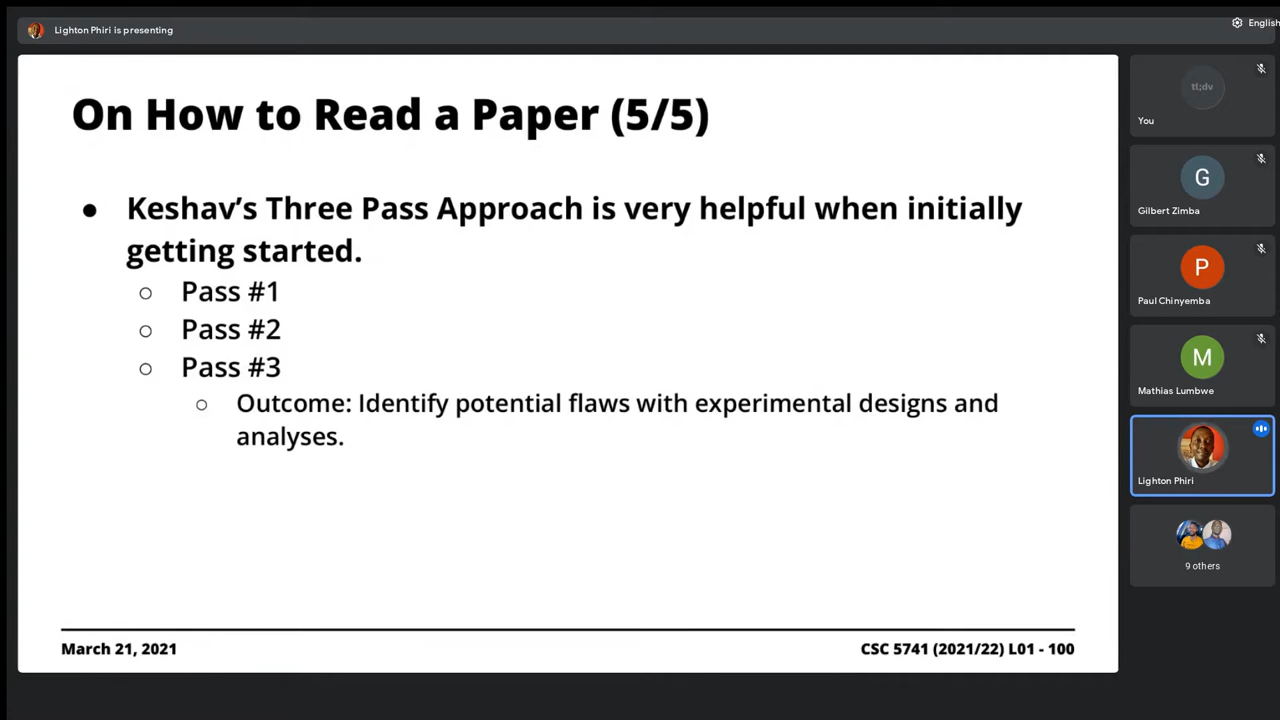 Lighton Phiri is presenting
English
On How to Read a Paper (5/5)
● Keshav’s Three Pass Approach is very helpful when initially
getting started.
○ Pass #1
○ Pass #2
○ Pass #3
○ Outcome: Identify potential flaws with experimental designs and
analyses.
March 21, 2021
CSC 5741 (2021/22) L01 - 100
tl;dv
You
G
Gilbert Zimba
P
Paul Chinyemba
M
Mathias Lumbwe
Lighton Phiri
9 others